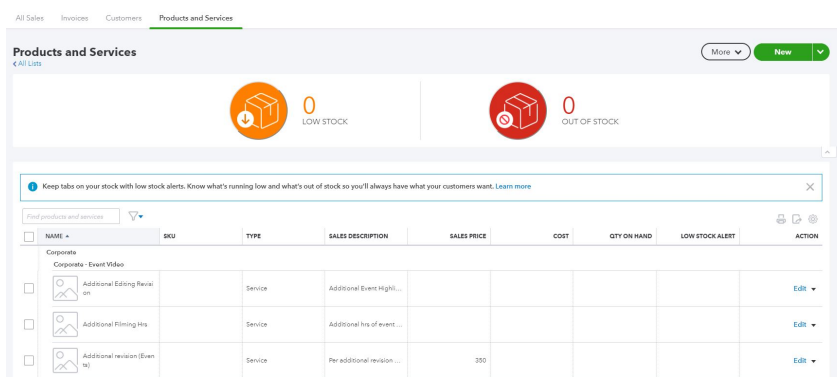 All Sales Invoices Customers Products and Services
Products and Services
All Lists
More New
0
LOW STOCK
0
OUT OF STOCK
Keep tabs on your stock with low stock alerts. Know what's running low and what's out of stock so you'll always have what your customers want. Learn more
Find products and services
NAME SKU TYPE SALES DESCRIPTION SALES PRICE COST QTY ON HAND LOW STOCK ALERT ACTION
Corporate
Corporate - Event Video
Additional Editing Revisi
on
Service Additional Event Highli... Edit
Additional Filming Hrs Service Additional hrs of event ... Edit
Additional revision (Even
ts)
Service Per additional revision ... 350 Edit